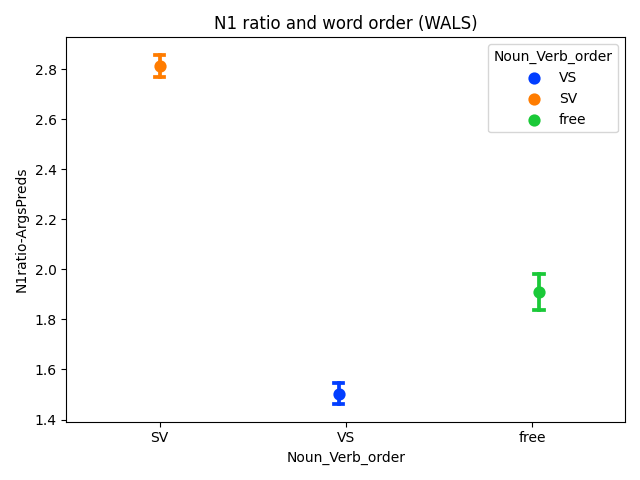 N1 ratio and word order (WALS)
Noun_Verb_order
VS
SV
free
N1ratio-ArgsPreds
2.8
2.6
2.4
2.2
2.0
1.8
1.6
1.4
SV VS free
Noun_Verb_order